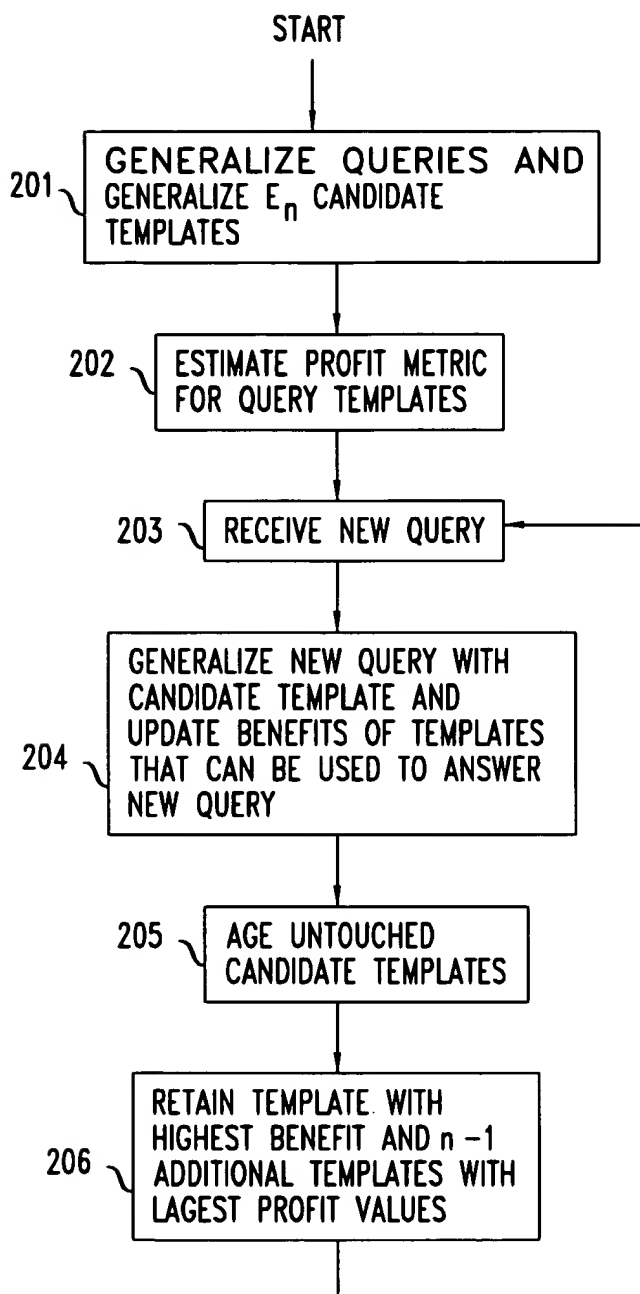 START
201
GENERALIZE QUERIES AND
GENERALIZE En CANDIDATE
TEMPLATES
202
ESTIMATE PROFIT METRIC
FOR QUERY TEMPLATES
203
RECEIVE NEW QUERY
204
GENERALIZE NEW QUERY WITH
CANDIDATE TEMPLATE AND
UPDATE BENEFITS OF TEMPLATES
THAT CAN BE USED TO ANSWER
NEW QUERY
205
AGE UNTOUCHED
CANDIDATE TEMPLATES
206
RETAIN TEMPLATE WITH
HIGHEST BENEFIT AND n-1
ADDITIONAL TEMPLATES WITH
LAGEST PROFIT VALUES